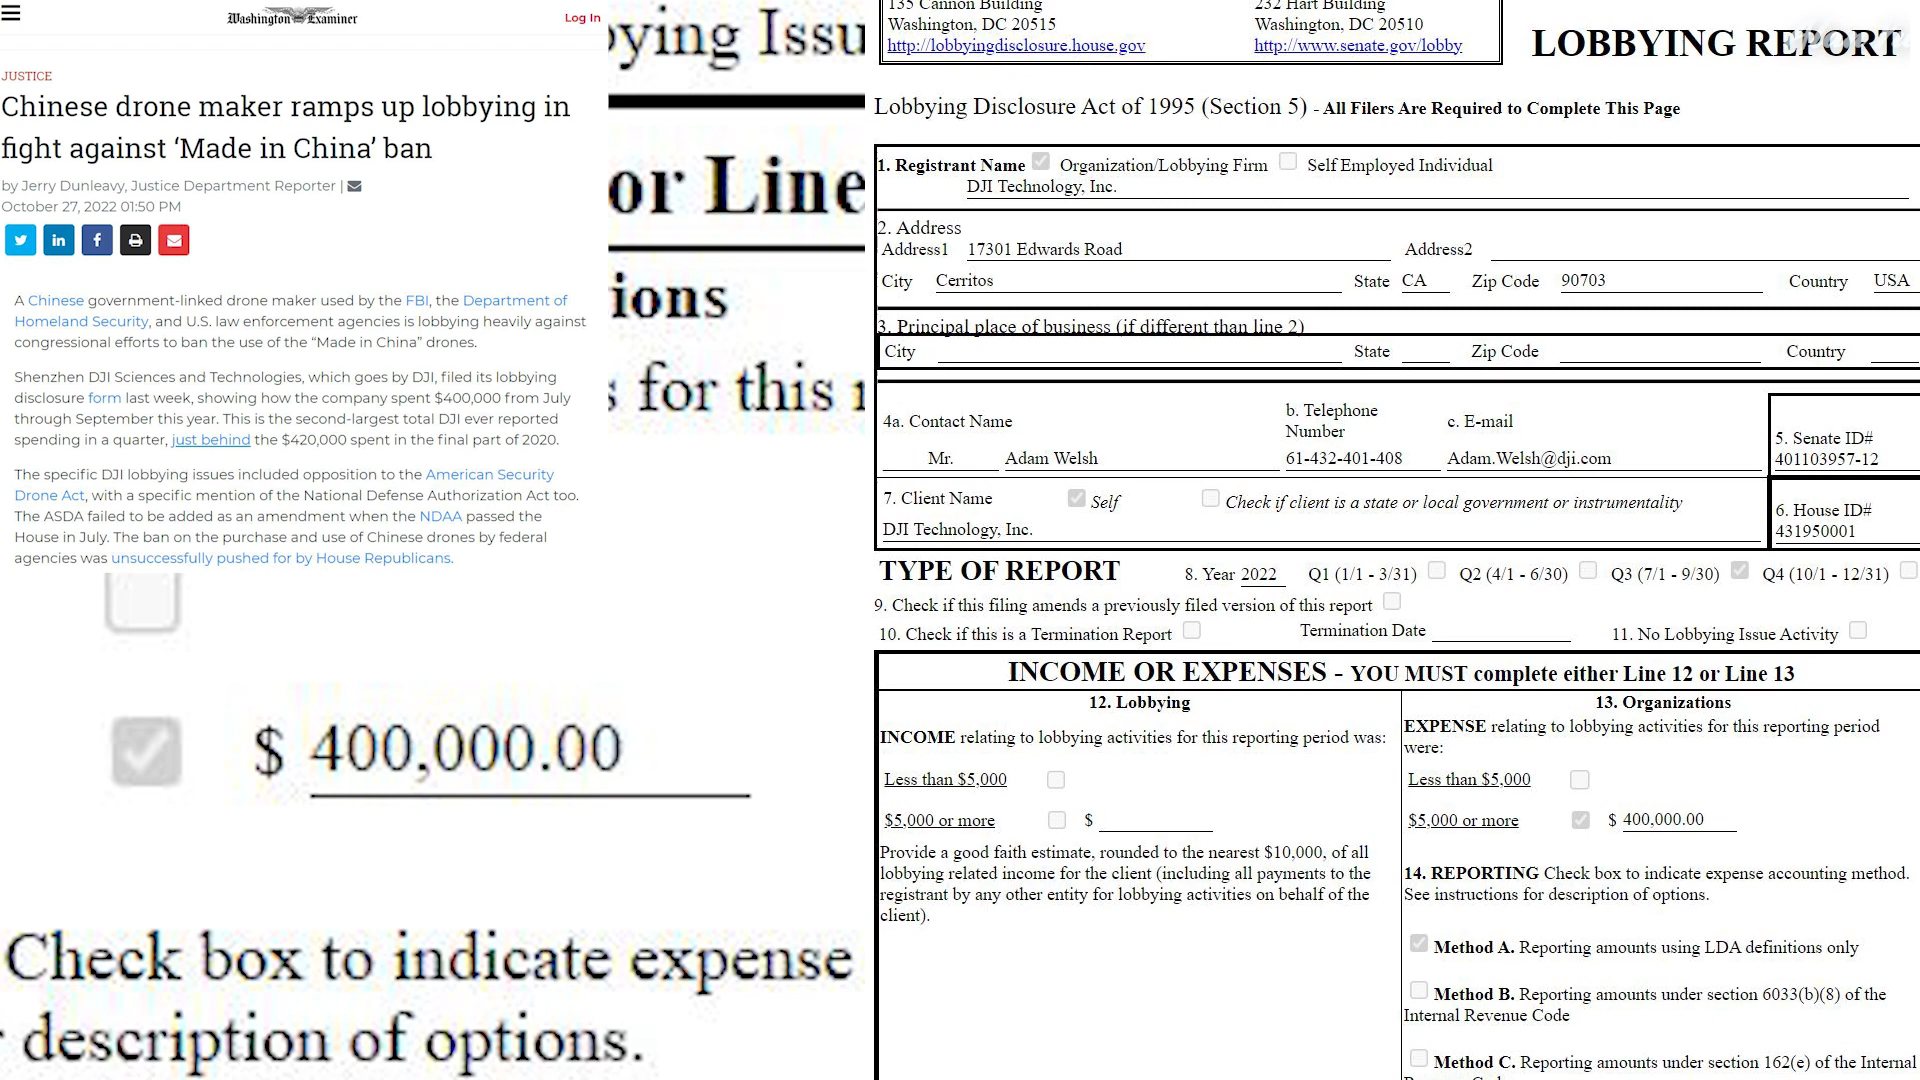 Washington Examiner
Log In
JUSTICE
Chinese drone maker ramps up lobbying in
fight against ‘Made in China’ ban
by Jerry Dunleavy, Justice Department Reporter |
October 27, 2022 01:50 PM
A Chinese government-linked drone maker used by the FBI, the Department of
Homeland Security, and U.S. law enforcement agencies is lobbying heavily against
congressional efforts to ban the use of the “Made in China” drones.
Shenzhen DJI Sciences and Technologies, which goes by DJI, filed its lobbying
disclosure form last week, showing how the company spent $400,000 from July
through September this year. This is the second-largest total DJI ever reported
spending in a quarter, just behind the $420,000 spent in the final part of 2020.
The specific DJI lobbying issues included opposition to the American Security
Drone Act, with a specific mention of the National Defense Authorization Act too.
The ASDA failed to be added as an amendment when the NDAA passed the
House in July. The ban on the purchase and use of Chinese drones by federal
agencies was unsuccessfully pushed for by House Republicans.
ying Issu
or Line
ions
s for this r
$ 400,000.00
Check box to indicate expense
description of options.
135 Cannon Building
Washington, DC 20515
http://lobbyingdisclosure.house.gov
232 Hart Building
Washington, DC 20510
http://www.senate.gov/lobby
LOBBYING REPORT
Lobbying Disclosure Act of 1995 (Section 5) - All Filers Are Required to Complete This Page
1. Registrant Name Organization/Lobbying Firm Self Employed Individual
DJI Technology, Inc.
2. Address
Address1 17301 Edwards Road Address2
City Cerritos State CA Zip Code 90703 Country USA
3. Principal place of business (if different than line 2)
City State Zip Code Country
4a. Contact Name b. Telephone Number c. E-mail
Mr. Adam Welsh 61-432-401-408 Adam.Welsh@dji.com
5. Senate ID#
401103957-12
7. Client Name Self Check if client is a state or local government or instrumentality
DJI Technology, Inc.
6. House ID#
431950001
TYPE OF REPORT 8. Year 2022 Q1 (1/1 - 3/31) Q2 (4/1 - 6/30) Q3 (7/1 - 9/30) Q4 (10/1 - 12/31)
9. Check if this filing amends a previously filed version of this report
10. Check if this is a Termination Report Termination Date 11. No Lobbying Issue Activity
INCOME OR EXPENSES - YOU MUST complete either Line 12 or Line 13
12. Lobbying
INCOME relating to lobbying activities for this reporting period was:
Less than $5,000
$5,000 or more $
Provide a good faith estimate, rounded to the nearest $10,000, of all
lobbying related income for the client (including all payments to the
registrant by any other entity for lobbying activities on behalf of the
client).
13. Organizations
EXPENSE relating to lobbying activities for this reporting period
were:
Less than $5,000
$5,000 or more $ 400,000.00
14. REPORTING Check box to indicate expense accounting method.
See instructions for description of options.
Method A. Reporting amounts using LDA definitions only
Method B. Reporting amounts under section 6033(b)(8) of the
Internal Revenue Code
Method C. Reporting amounts under section 162(e) of the Internal